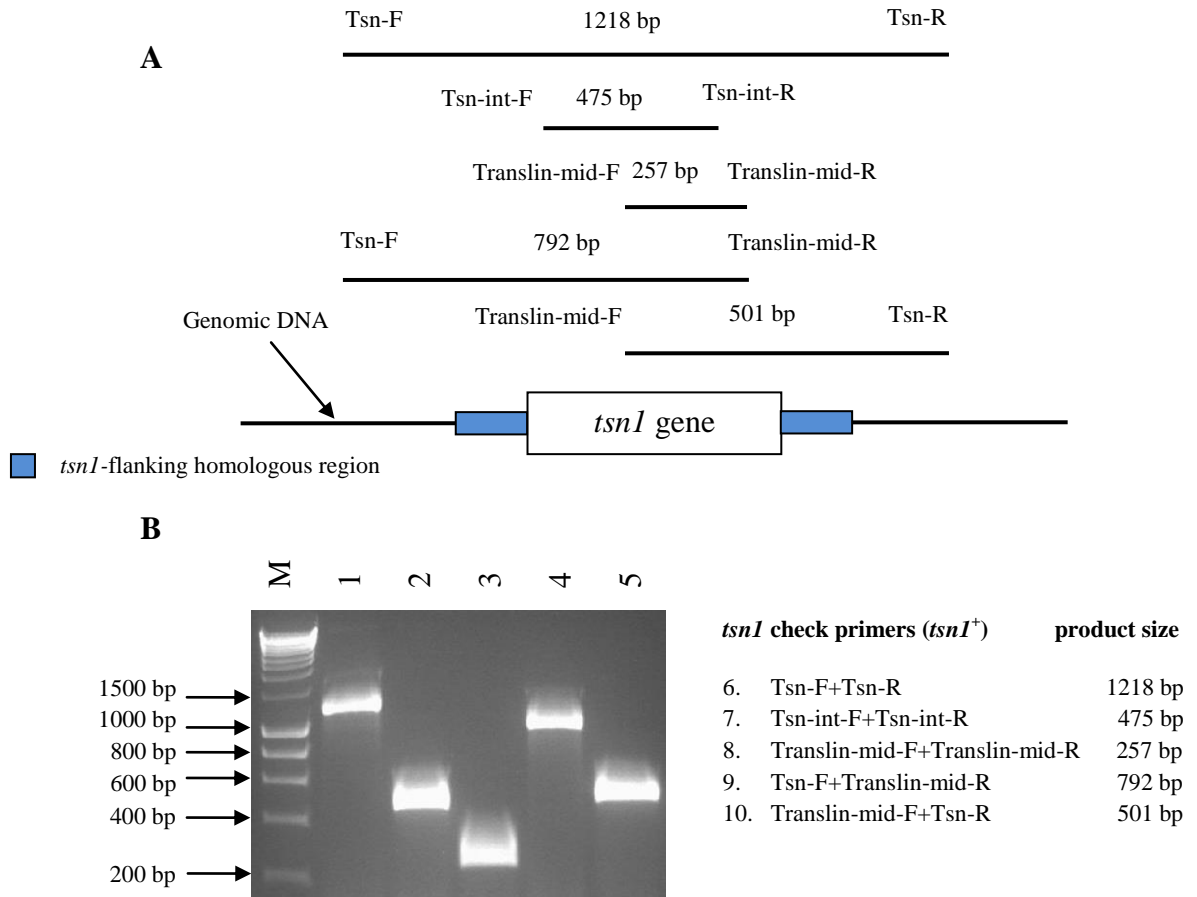 A
Tsn-F 1218 bp Tsn-R
Tsn-int-F 475 bp Tsn-int-R
Translin-mid-F 257 bp Translin-mid-R
Tsn-F 792 bp Translin-mid-R
Translin-mid-F 501 bp Tsn-R
Genomic DNA
tsn1 gene
tsn1-flanking homologous region
B
M 1 2 3 4 5
1500 bp
1000 bp
800 bp
600 bp
400 bp
200 bp
tsn1 check primers (tsn1+) product size
6. Tsn-F+Tsn-R 1218 bp
7. Tsn-int-F+Tsn-int-R 475 bp
8. Translin-mid-F+Translin-mid-R 257 bp
9. Tsn-F+Translin-mid-R 792 bp
10. Translin-mid-F+Tsn-R 501 bp